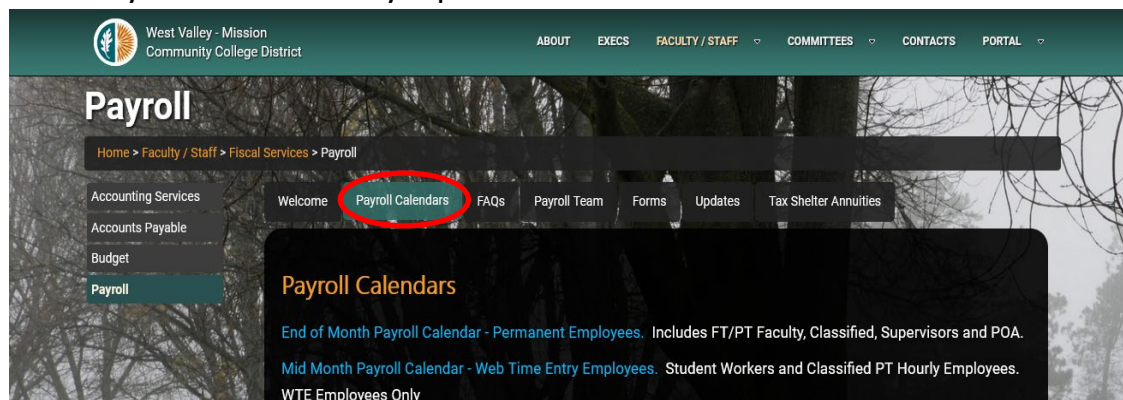 West Valley - Mission
Community College District
ABOUT EXECS FACULTY / STAFF COMMITTEES CONTACTS PORTAL
Payroll
Home > Faculty / Staff > Fiscal Services > Payroll
Accounting Services
Accounts Payable
Budget
Payroll
Welcome Payroll Calendars FAQs Payroll Team Forms Updates Tax Shelter Annuities
Payroll Calendars
End of Month Payroll Calendar - Permanent Employees. Includes FT/PT Faculty, Classified, Supervisors and POA.
Mid Month Payroll Calendar - Web Time Entry Employees. Student Workers and Classified PT Hourly Employees.
WTE Employees Only